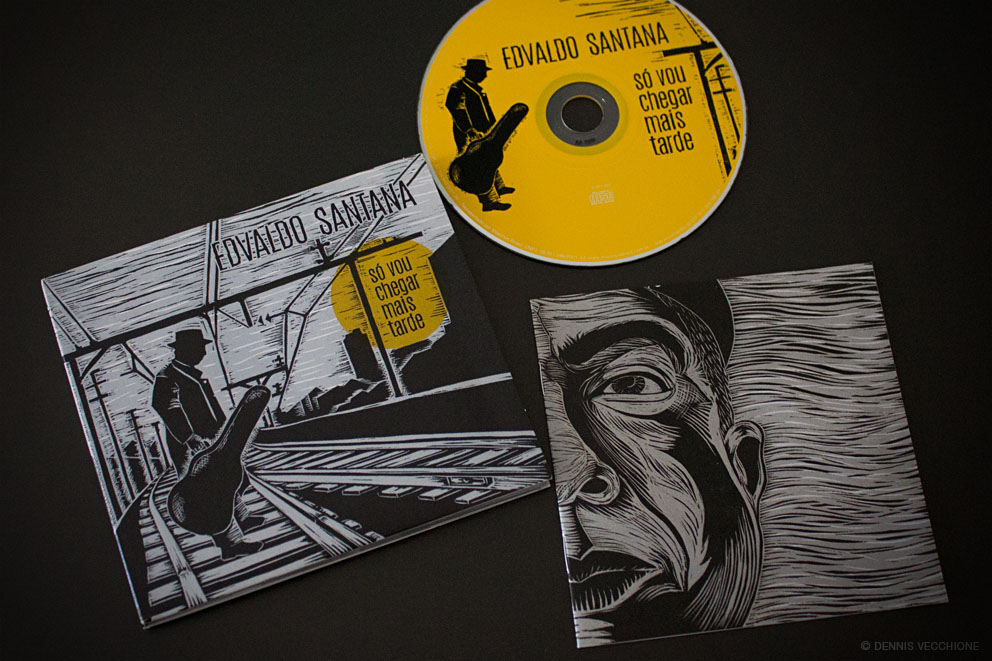 EDVALDO SANTANA
só vou
chegar
mais
tarde
EDVALDO SANTANA
só vou
chegar
mais
tarde
© DENNIS VECCHIONE